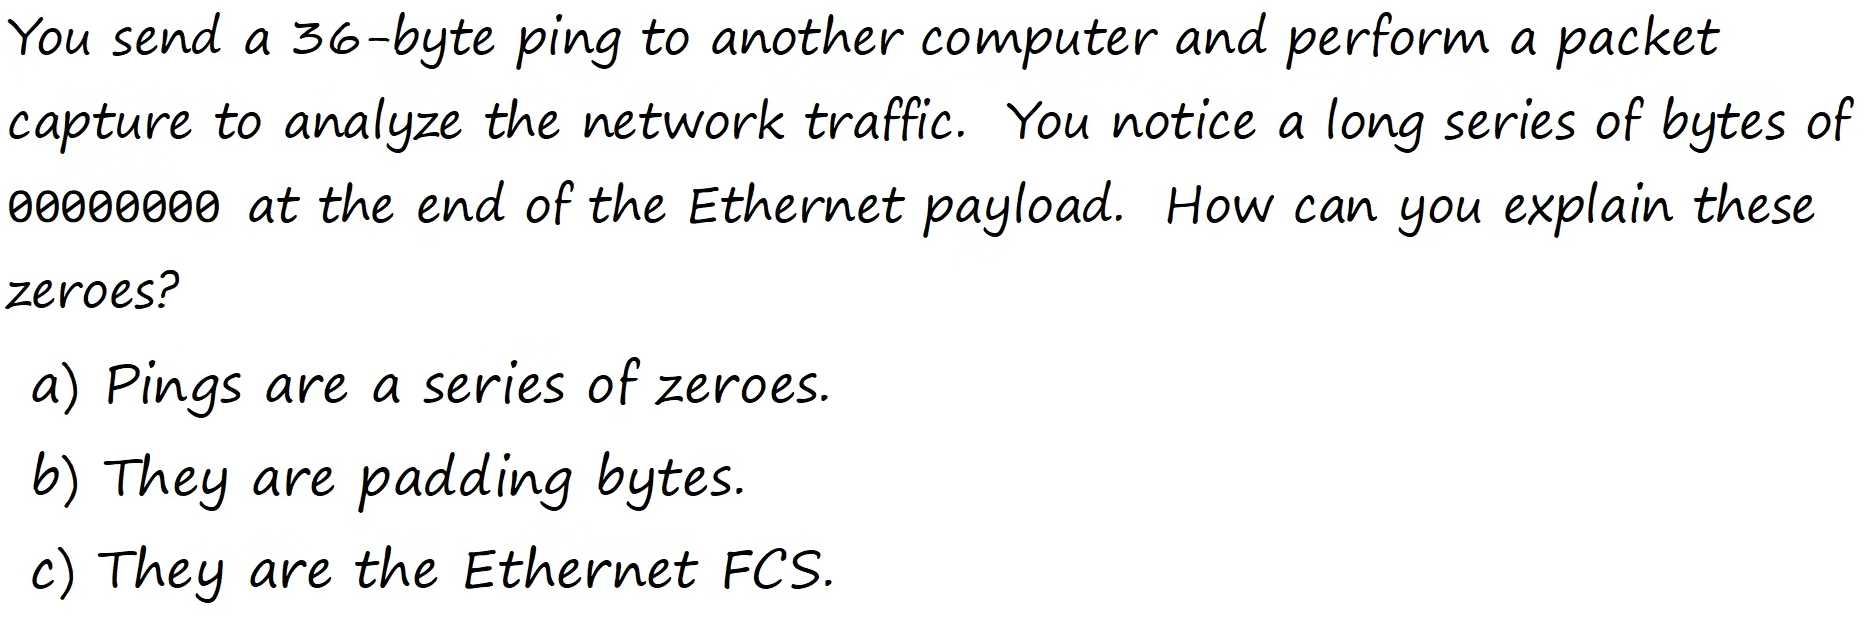 You send a 36-byte ping to another computer and perform a packet
capture to analyze the network traffic.  You notice a long series of bytes of
00000000 at the end of the Ethernet payload.  How can you explain these
zeroes?
a) Pings are a series of zeroes.
b) They are padding bytes.
c) They are the Ethernet FCS.